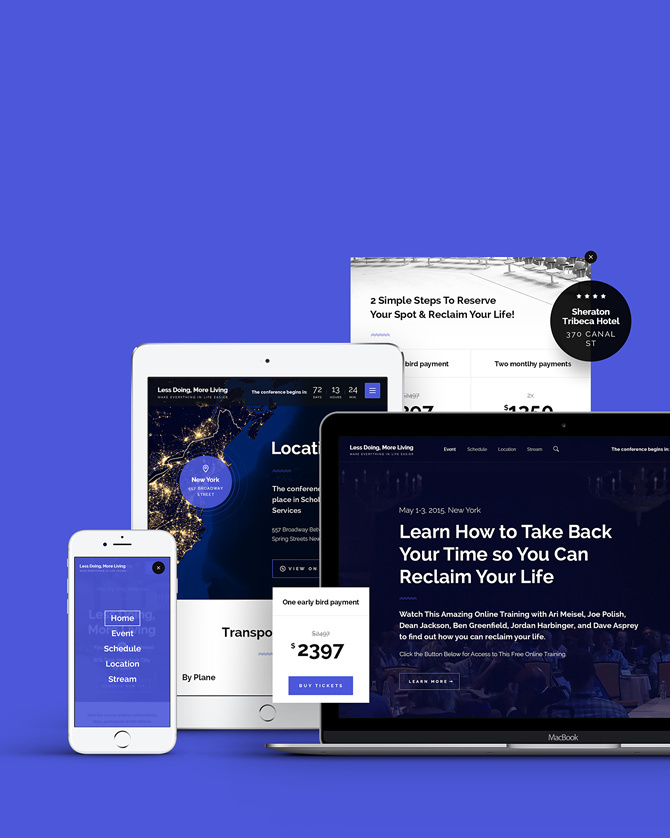 2 Simple Steps To Reserve
Your Spot & Reclaim Your Life!
Sheraton
Tribeca Hotel
370 CANAL
ST
bird payment
Two montlhy payments
$2497
2x
$1250
Less Doing, More Living
MAKE EVERYTHING IN LIFE EASIER
The conference begins in:
72
DAYS
13
HOURS
24
MIN.
New York
557 BROADWAY
STREET
Locati
The conferenc
place in Schol
Services
557 Broadway Betw
Spring Streets New
VIEW ON
Transpo
By Plane
One early bird payment
$2497
$2397
BUY TICKETS
Less Doing, More Living
MAKE EVERYTHING IN LIFE EASIER
Event
Schedule
Location
Stream
The conference begins in:
May 1-3, 2015, New York
Learn How to Take Back
Your Time so You Can
Reclaim Your Life
Watch This Amazing Online Training with Ari Meisel, Joe Polish,
Dean Jackson, Ben Greenfield, Jordan Harbinger, and Dave Asprey
to find out how you can reclaim your life.
Click the Button Below for Access to This Free Online Training.
LEARN MORE
MacBook
Less Doing, More Living
Home
Event
Schedule
Location
Stream